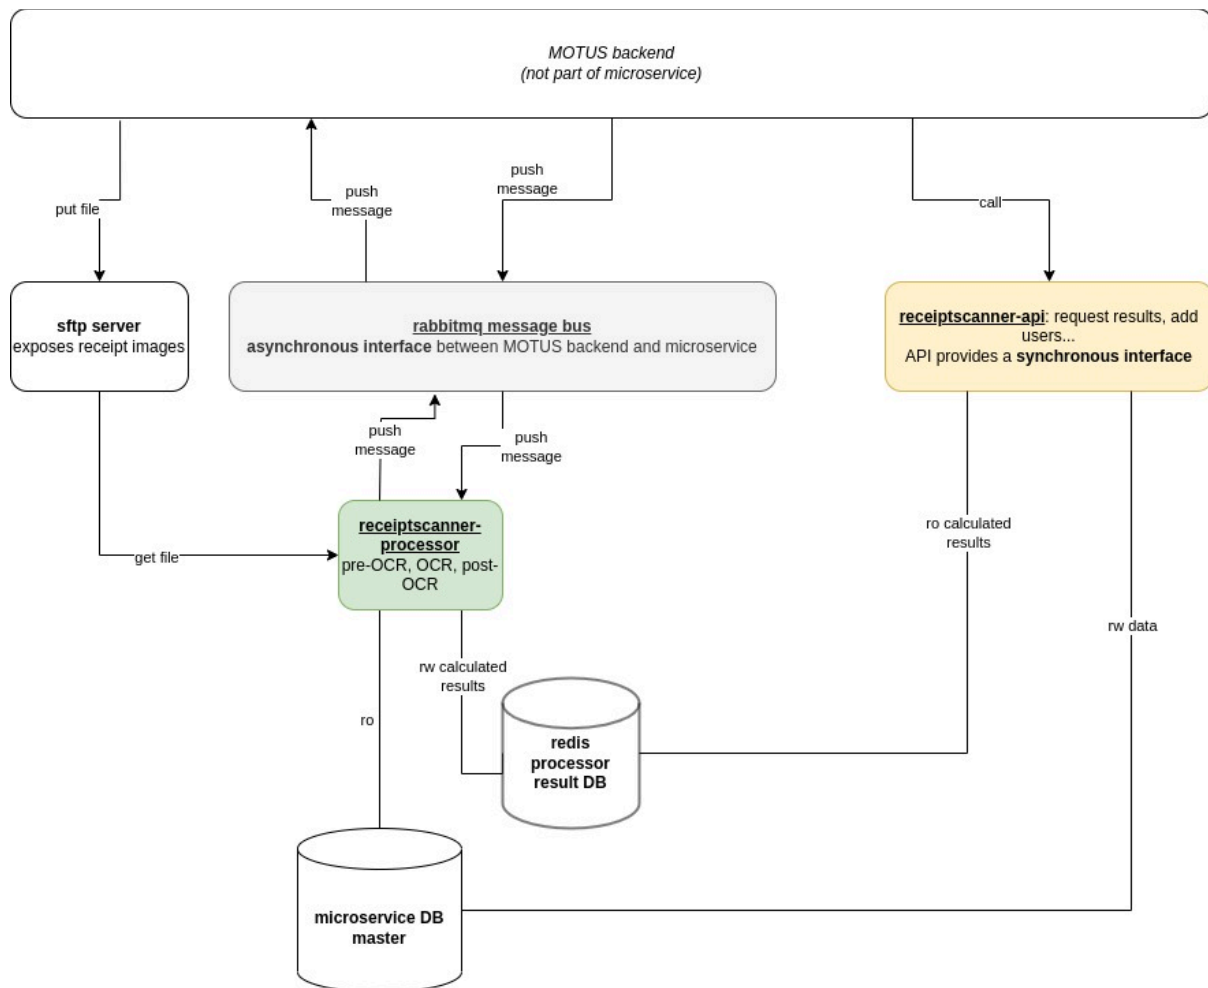 MOTUS backend
(not part of microservice)
push
message
push
message
put file
call
sftp server
exposes receipt images
rabbitmq message bus
asynchronous interface between MOTUS backend and microservice
receiptscanner-api: request results, add
users...
API provides a synchronous interface
push
message
push
message
receiptscanner-
processor
pre-OCR, OCR, post-
OCR
get file
ro calculated
results
rw data
rw calculated
results
ro
redis
processor
result DB
microservice DB
master